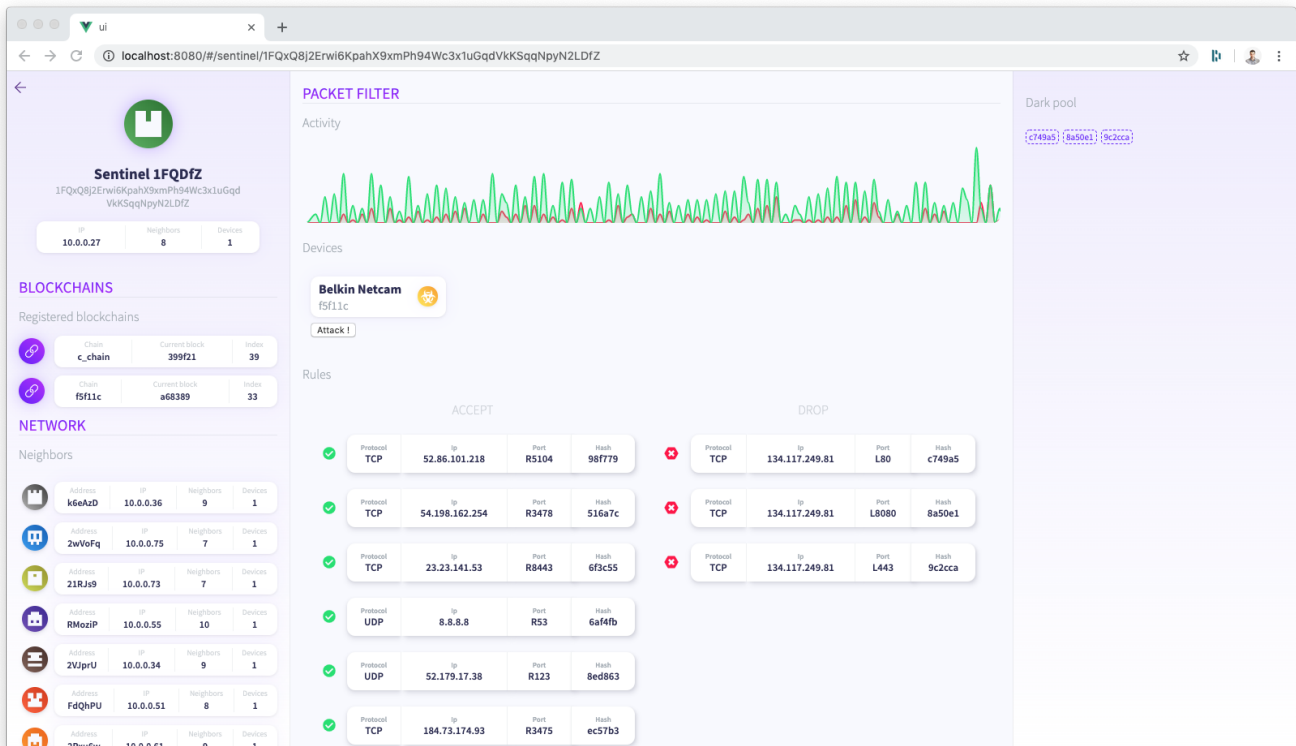 ui
localhost:8080/#/sentinel/1FQxQ8j2Erwi6KpahX9xmPh94Wc3x1uGqdVkKSqqNpyN2LDfZ
Sentinel 1FQDfZ
1FQxQ8j2Erwi6KpahX9xmPh94Wc3x1uGqd
VkKSqqNpyN2LDfZ
IP Neighbors Devices
10.0.0.27 8 1
BLOCKCHAINS
Registered blockchains
Chain Current block Index
c_chain 399f21 39
Chain Current block Index
f5f11c a68389 33
NETWORK
Neighbors
Address IP Neighbors Devices
k6eAzD 10.0.0.36 9 1
Address IP Neighbors Devices
2wVoFq 10.0.0.75 7 1
Address IP Neighbors Devices
21RJs9 10.0.0.73 7 1
Address IP Neighbors Devices
RMoziP 10.0.0.55 10 1
Address IP Neighbors Devices
2VJprU 10.0.0.34 9 1
Address IP Neighbors Devices
FdQhPU 10.0.0.51 8 1
Address IP Neighbors Devices
PACKET FILTER
Activity
Devices
Belkin Netcam
f5f11c
Attack !
Rules
ACCEPT DROP
Protocol Ip Port Hash Protocol Ip Port Hash
TCP 52.86.101.218 R5104 98f779 TCP 134.117.249.81 L80 c749a5
Protocol Ip Port Hash Protocol Ip Port Hash
TCP 54.198.162.254 R3478 516a7c TCP 134.117.249.81 L8080 8a50e1
Protocol Ip Port Hash Protocol Ip Port Hash
TCP 23.23.141.53 R8443 6f3c55 TCP 134.117.249.81 L443 9c2cca
Protocol Ip Port Hash
UDP 8.8.8.8 R53 6af4fb
Protocol Ip Port Hash
UDP 52.179.17.38 R123 8ed863
Protocol Ip Port Hash
TCP 184.73.174.93 R3475 ec57b3
Dark pool
c749a5 8a50e1 9c2cca